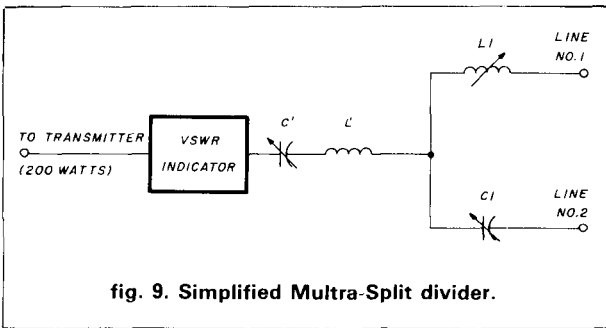 L1
LINE
NO.1
C'
L'
TO TRANSMITTER
(200 WATTS)
VSWR
INDICATOR
C1
LINE
NO.2
fig. 9. Simplified Multra-Split divider.